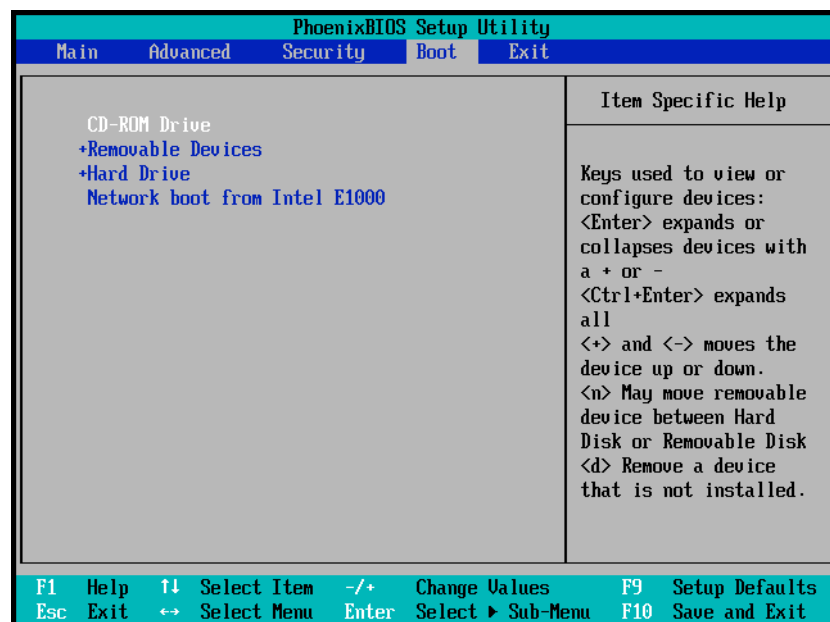 PhoenixBIOS Setup Utility
Main Advanced Security Boot Exit
CD-ROM Drive
+Removable Devices
+Hard Drive
Network boot from Intel E1000
Item Specific Help
Keys used to view or
configure devices:
<Enter> expands or
collapses devices with
a + or -
<Ctrl+Enter> expands
all
<+> and <-> moves the
device up or down.
<n> May move removable
device between Hard
Disk or Removable Disk
<d> Remove a device
that is not installed.
F1 Help ↑↓ Select Item -/+ Change Values F9 Setup Defaults
Esc Exit ↔ Select Menu Enter Select ▶ Sub-Menu F10 Save and Exit